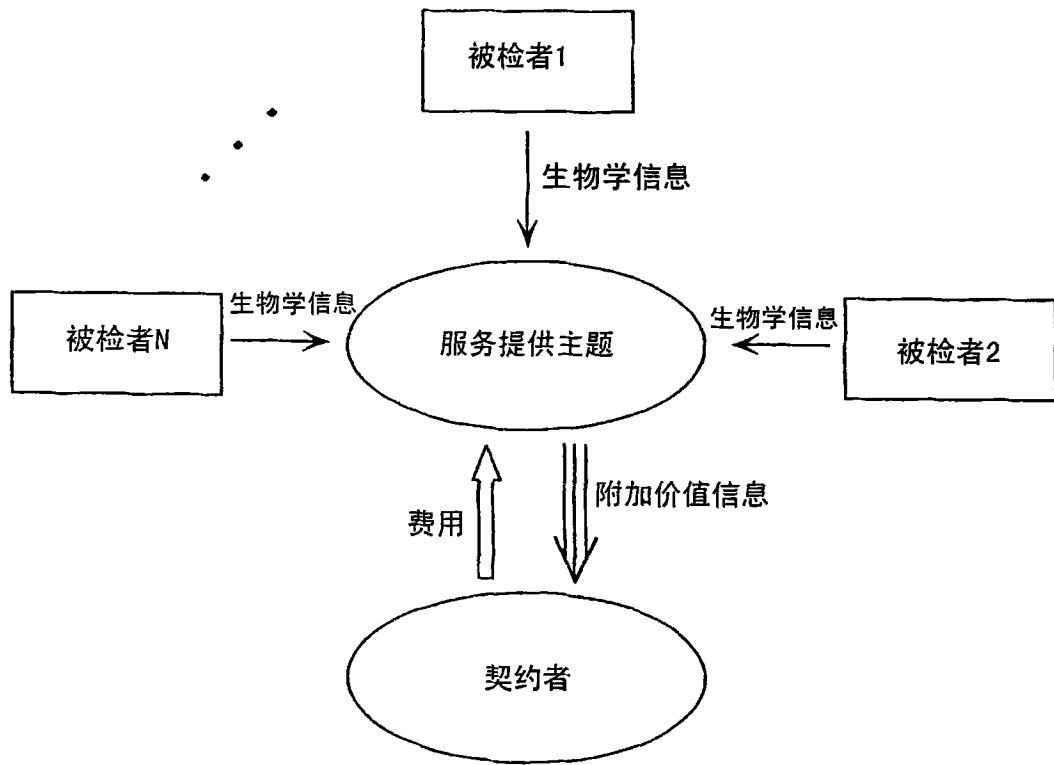 被检者1
生物学信息
生物学信息
生物学信息
被检者N
服务提供主题
被检者2
附加价值信息
费用
契约者